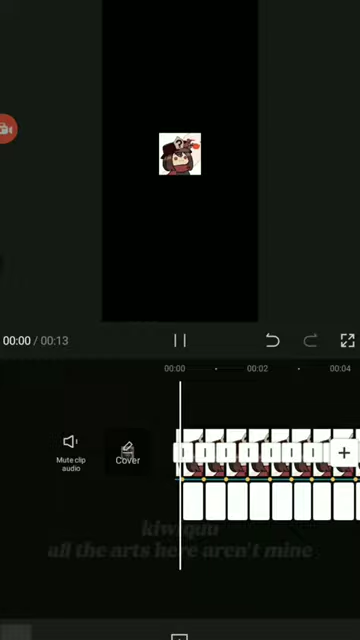 00:00 / 00:13
00:00 00:02 00:04
Mute clip
audio
Cover
kiwiquu
all the arts here aren't mine